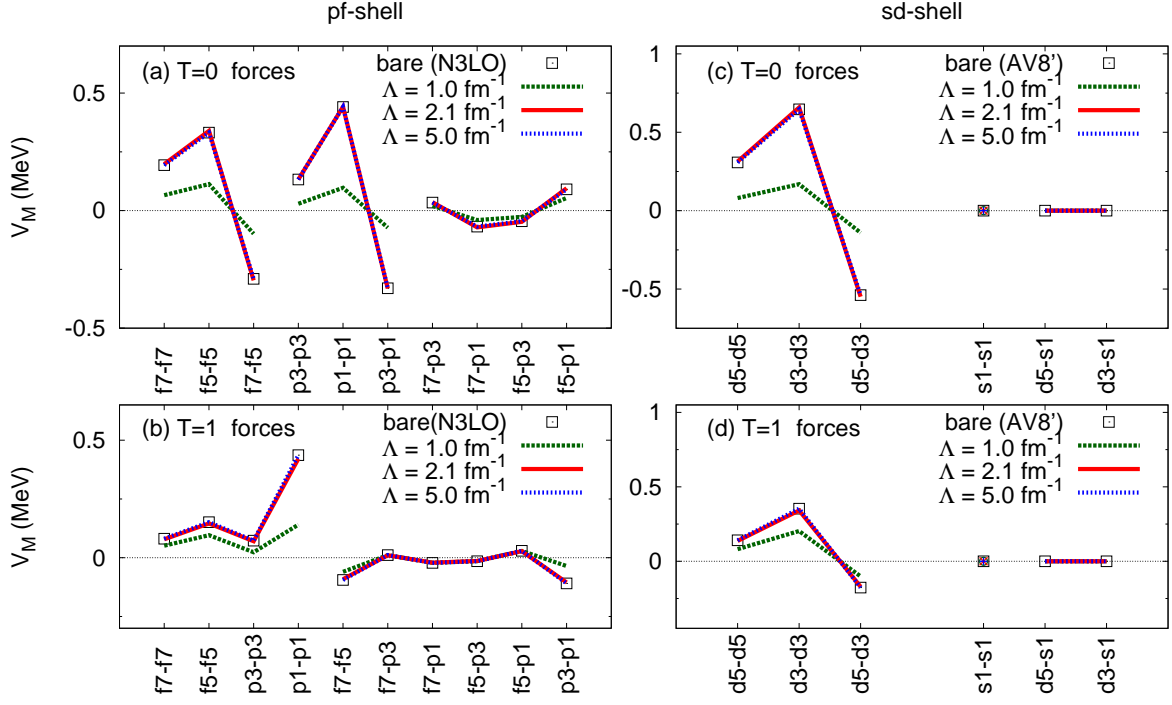 pf-shell
sd-shell
(a) T=0 forces
bare (N3LO)
Λ = 1.0 fm⁻¹
Λ = 2.1 fm⁻¹
Λ = 5.0 fm⁻¹
V_M (MeV)
0.5
0
-0.5
f7-f7
f5-f5
f7-f5
p3-p3
p1-p1
p3-p1
f7-p3
f7-p1
f5-p3
f5-p1
(c) T=0 forces
bare (AV8')
Λ = 1.0 fm⁻¹
Λ = 2.1 fm⁻¹
Λ = 5.0 fm⁻¹
1
0.5
0
-0.5
d5-d5
d3-d3
d5-d3
s1-s1
d5-s1
d3-s1
(b) T=1 forces
bare(N3LO)
Λ = 1.0 fm⁻¹
Λ = 2.1 fm⁻¹
Λ = 5.0 fm⁻¹
V_M (MeV)
0.5
0
f7-f7
f5-f5
p3-p3
p1-p1
f7-f5
f7-p3
f7-p1
f5-p3
f5-p1
p3-p1
(d) T=1 forces
bare (AV8')
Λ = 1.0 fm⁻¹
Λ = 2.1 fm⁻¹
Λ = 5.0 fm⁻¹
1
0.5
0
d5-d5
d3-d3
d5-d3
s1-s1
d5-s1
d3-s1